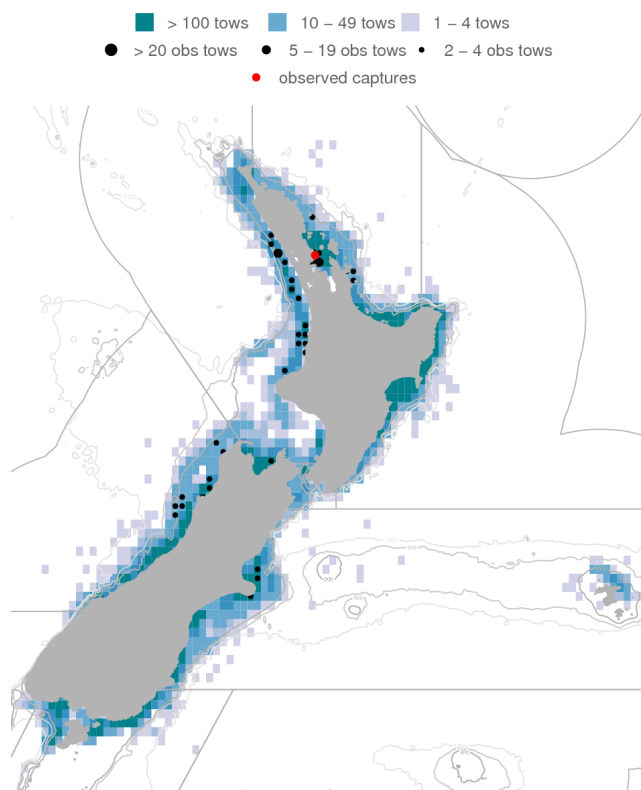 > 100 tows 10 − 49 tows 1 − 4 tows
> 20 obs tows 5 − 19 obs tows 2 − 4 obs tows
observed captures